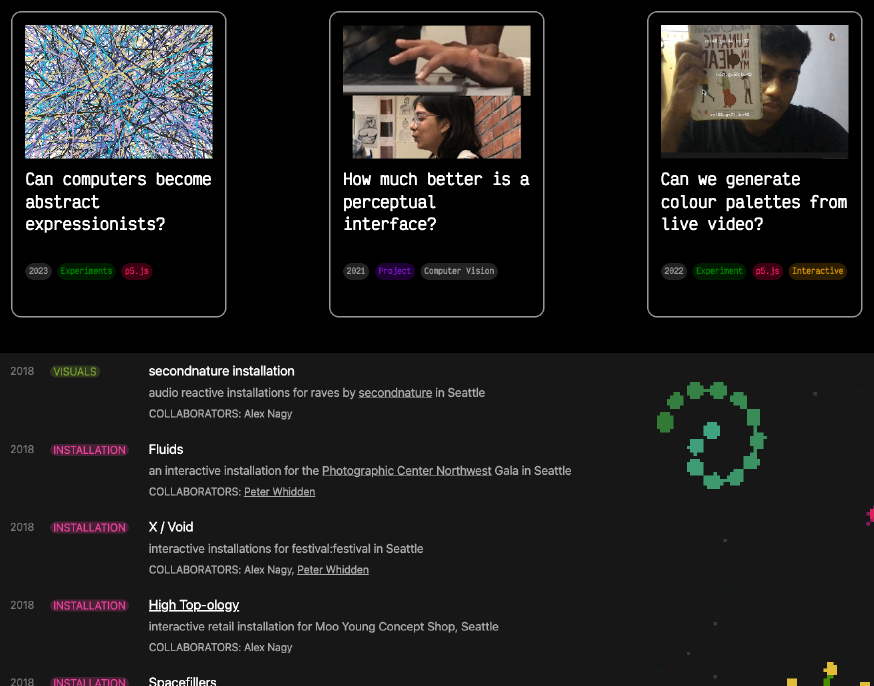 LUNATIC
IN MY
HEAD
Can computers become
abstract
expressionists?
2023 Experiments p5.js
How much better is a
perceptual
interface?
2021 Project Computer Vision
Can we generate
colour palettes from
live video?
2022 Experiment p5.js Interactive
2018 VISUALS secondnature installation
audio reactive installations for raves by secondnature in Seattle
COLLABORATORS: Alex Nagy
2018 INSTALLATION Fluids
an interactive installation for the Photographic Center Northwest Gala in Seattle
COLLABORATORS: Peter Whidden
2018 INSTALLATION X / Void
interactive installations for festival:festival in Seattle
COLLABORATORS: Alex Nagy, Peter Whidden
2018 INSTALLATION High Top-ology
interactive retail installation for Moo Young Concept Shop, Seattle
COLLABORATORS: Alex Nagy
2018 INSTALLATION Spacefillers